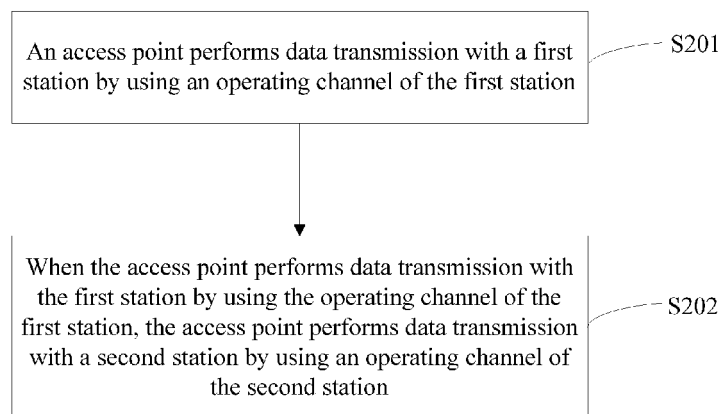 An access point performs data transmission with a first
station by using an operating channel of the first station
S201
When the access point performs data transmission with
the first station by using the operating channel of the
first station, the access point performs data transmission
with a second station by using an operating channel of
the second station
S202